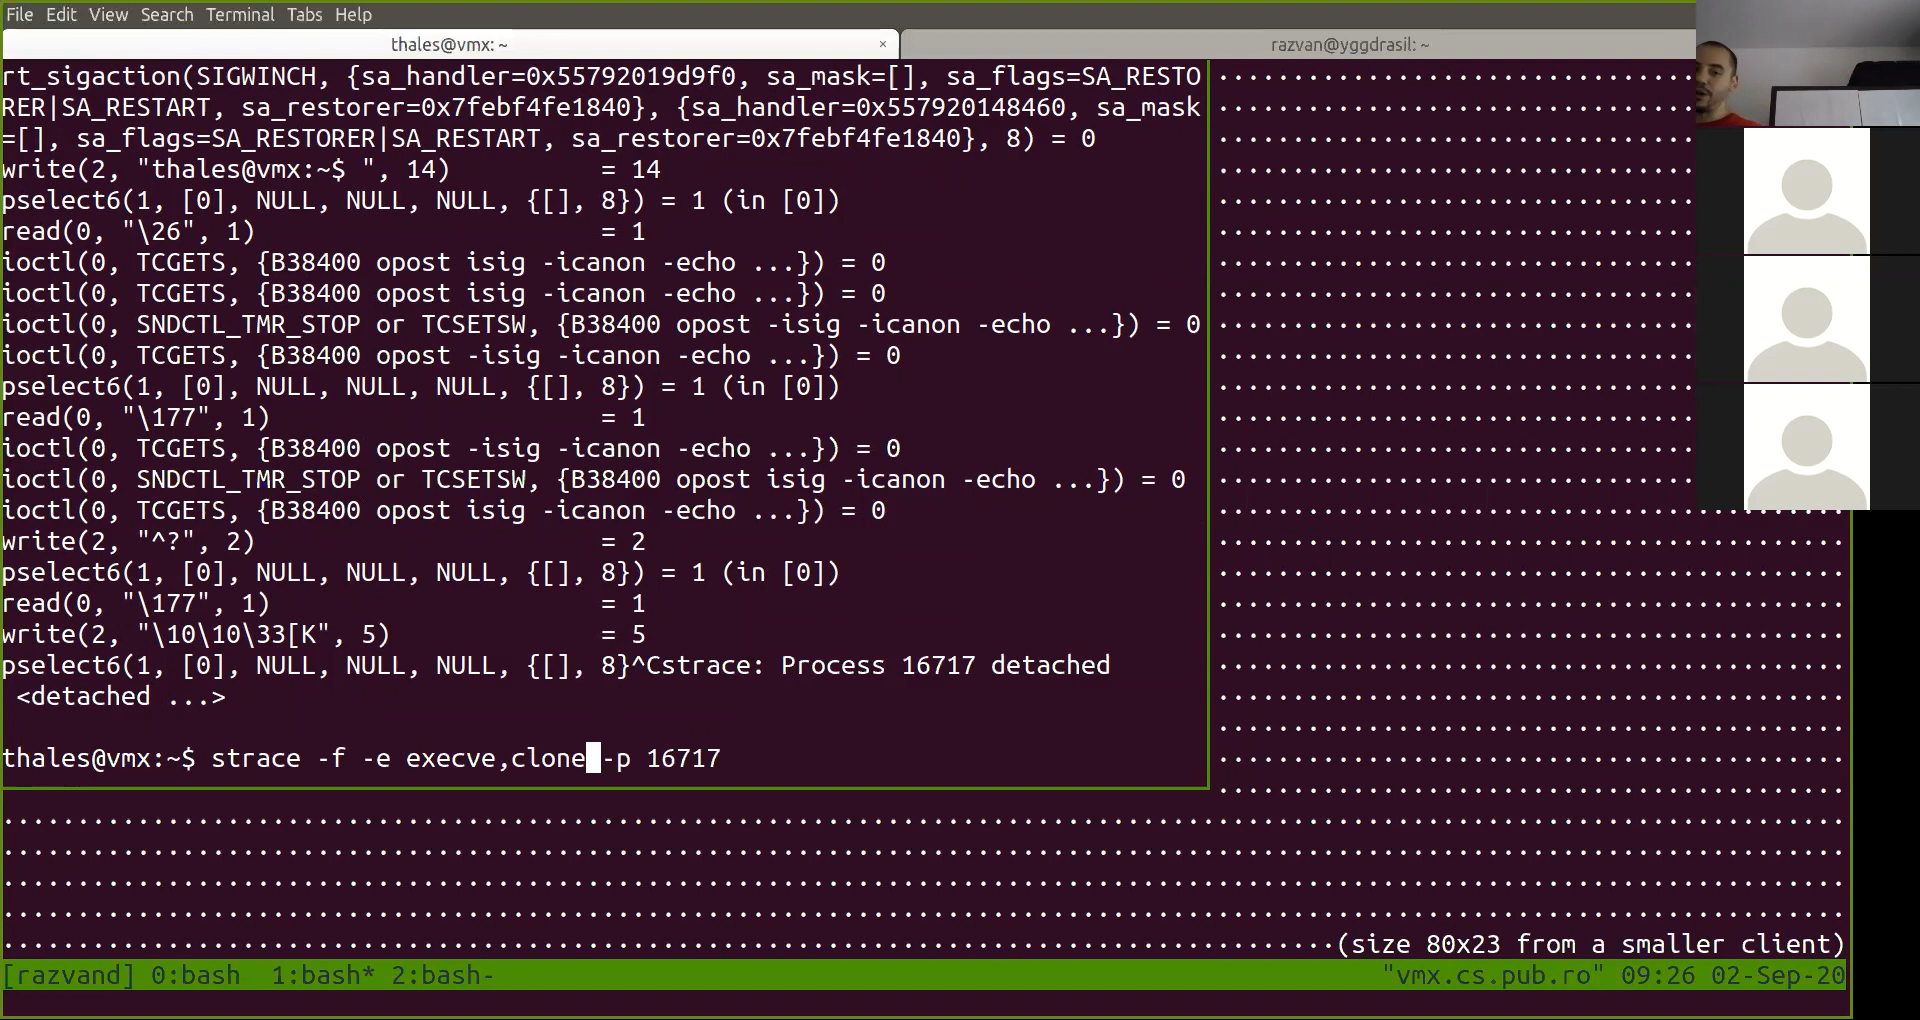 File Edit View Search Terminal Tabs Help
thales@vmx: ~ × razvan@yggdrasil: ~
rt_sigaction(SIGWINCH, {sa_handler=0x55792019d9f0, sa_mask=[], sa_flags=SA_RESTO
RER|SA_RESTART, sa_restorer=0x7febf4fe1840}, {sa_handler=0x557920148460, sa_mask
=[], sa_flags=SA_RESTORER|SA_RESTART, sa_restorer=0x7febf4fe1840}, 8) = 0
write(2, "thales@vmx:~$ ", 14)          = 14
pselect6(1, [0], NULL, NULL, NULL, {[], 8}) = 1 (in [0])
read(0, "\26", 1)                       = 1
ioctl(0, TCGETS, {B38400 opost isig -icanon -echo ...}) = 0
ioctl(0, TCGETS, {B38400 opost isig -icanon -echo ...}) = 0
ioctl(0, SNDCTL_TMR_STOP or TCSETSW, {B38400 opost -isig -icanon -echo ...}) = 0
ioctl(0, TCGETS, {B38400 opost -isig -icanon -echo ...}) = 0
pselect6(1, [0], NULL, NULL, NULL, {[], 8}) = 1 (in [0])
read(0, "\177", 1)                      = 1
ioctl(0, TCGETS, {B38400 opost -isig -icanon -echo ...}) = 0
ioctl(0, SNDCTL_TMR_STOP or TCSETSW, {B38400 opost isig -icanon -echo ...}) = 0
ioctl(0, TCGETS, {B38400 opost isig -icanon -echo ...}) = 0
write(2, "^?", 2)                       = 2
pselect6(1, [0], NULL, NULL, NULL, {[], 8}) = 1 (in [0])
read(0, "\177", 1)                      = 1
write(2, "\10\10\33[K", 5)              = 5
pselect6(1, [0], NULL, NULL, NULL, {[], 8}^Cstrace: Process 16717 detached
 <detached ...>
thales@vmx:~$ strace -f -e execve,clone -p 16717
(size 80x23 from a smaller client)
[razvand] 0:bash  1:bash* 2:bash- "vmx.cs.pub.ro" 09:26 02-Sep-20